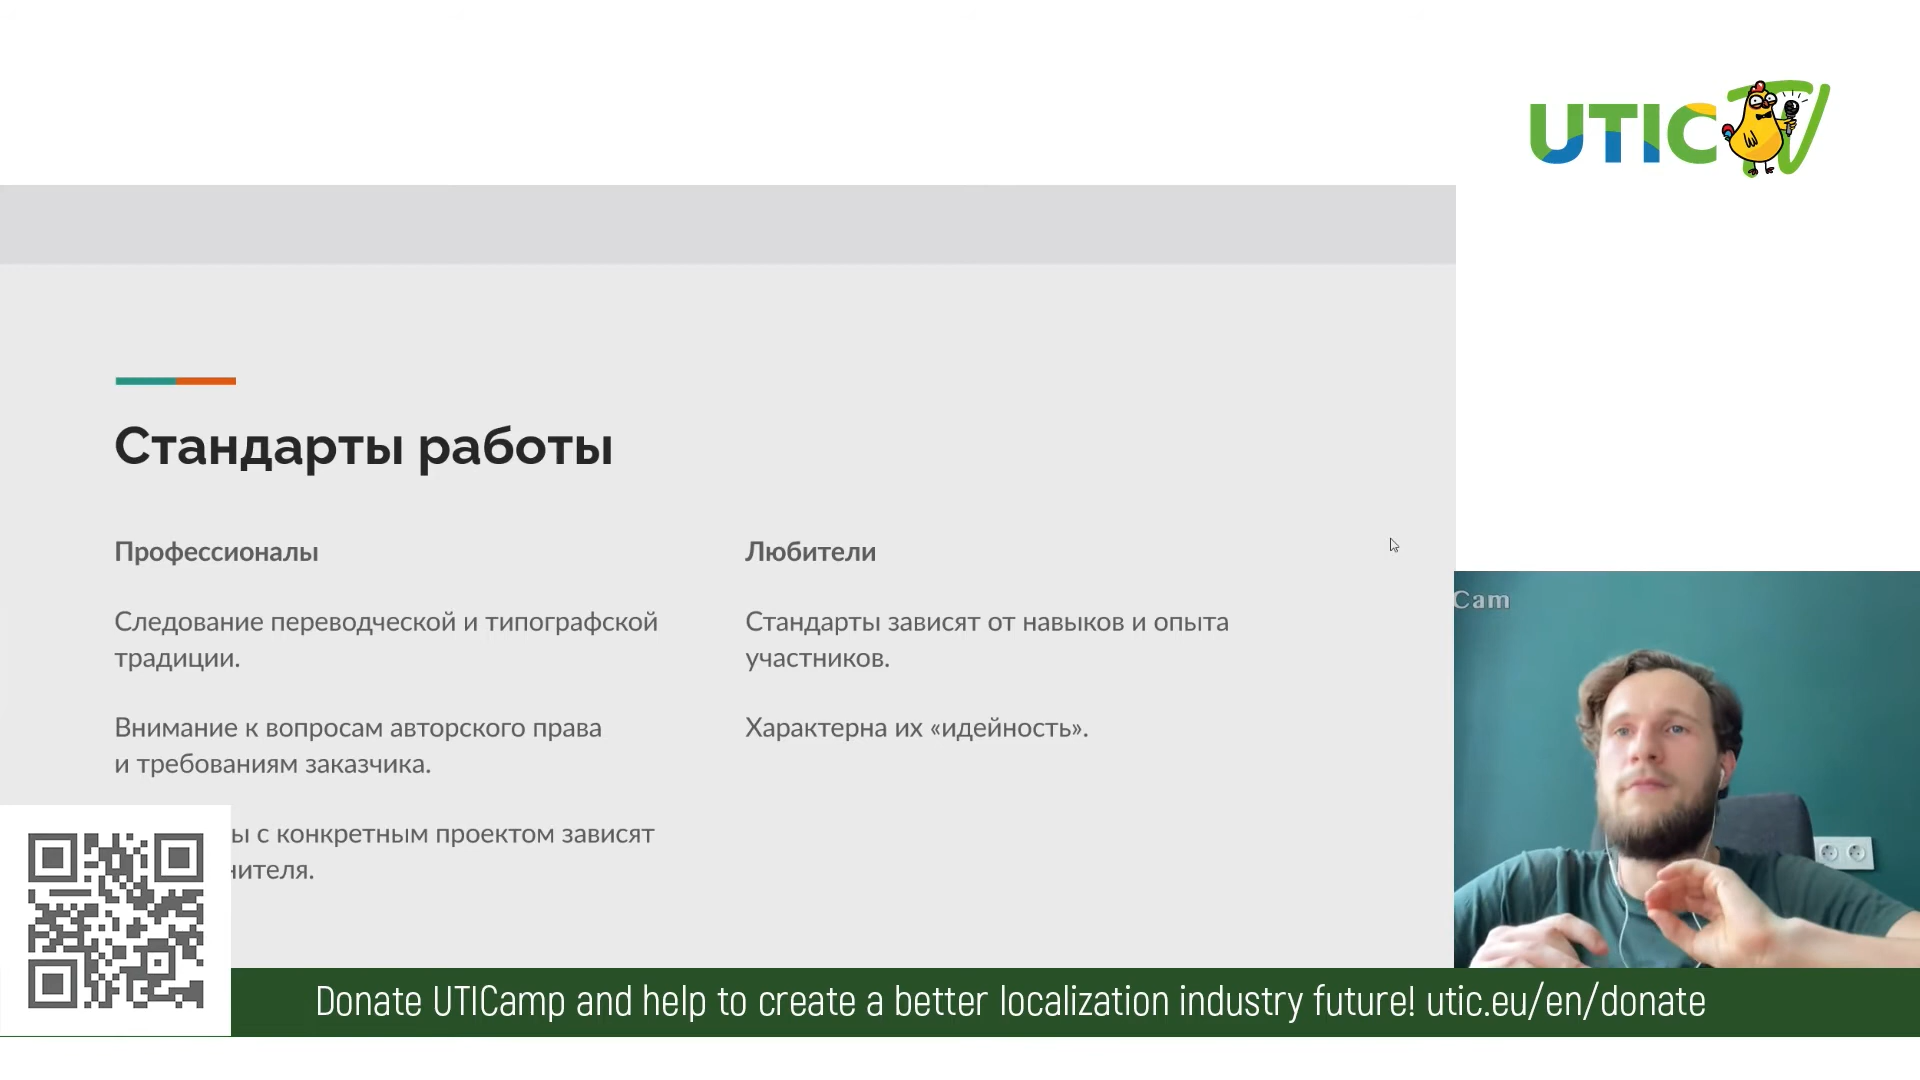 UTIC TV
Стандарты работы
Профессионалы
Следование переводческой и типографской
традиции.
Внимание к вопросам авторского права
и требованиям заказчика.
с конкретным проектом зависят
Любители
Стандарты зависят от навыков и опыта
участников.
Характерна их «идейность».
Cam
Donate UTICamp and help to create a better localization industry future! utic.eu/en/donate